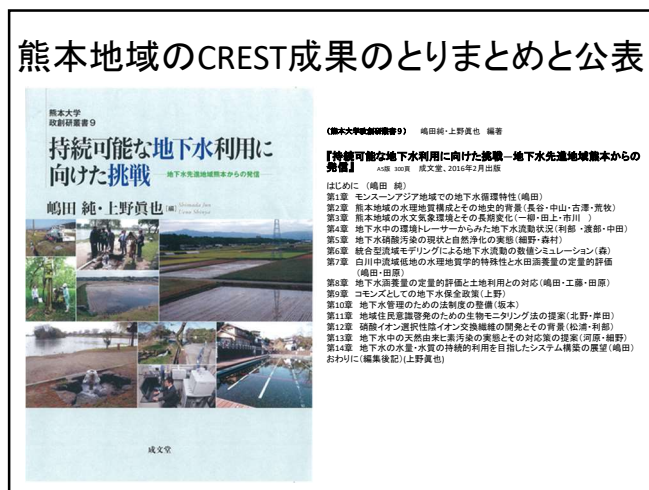 熊本地域のCREST成果のとりまとめと公表
熊本大学
政創研叢書9
持続可能な地下水利用に
向けた挑戦
地下水先進地域熊本からの発信
嶋田 純・上野眞也[編]
Shimada Jun
Ueno Shinya
成文堂
(熊本大学政創研叢書9) 嶋田純・上野眞也 編著
『持続可能な地下水利用に向けた挑戦―地下水先進地域熊本からの
発信』 A5版 300頁 成文堂、2016年2月出版
はじめに (嶋田 純)
第1章 モンスーンアジア地域での地下水循環特性(嶋田)
第2章 熊本地域の水理地質構成とその地史的背景(長谷・中山・古澤・荒牧)
第3章 熊本地域の水文気象環境とその長期変化(一柳・田上・市川 )
第4章 地下水中の環境トレーサーからみた地下水流動状況(利部・渡部・中田)
第5章 地下水硝酸汚染の現状と自然浄化の実態(細野・森村)
第6章 統合型流域モデリングによる地下水流動の数値シミュレーション(森)
第7章 白川中流域低地の水理地質学的特殊性と水田涵養量の定量的評価
(嶋田・田原)
第8章 地下水涵養量の定量的評価と土地利用との対応(嶋田・工藤・田原)
第9章 コモンズとしての地下水保全政策(上野)
第10章 地下水管理のための法制度の整備(坂本)
第11章 地域住民意識啓発のための生物モニタリング法の提案(北野・岸田)
第12章 硝酸イオン選択性陰イオン交換繊維の開発とその背景(松浦・利部)
第13章 地下水中の天然由来ヒ素汚染の実態とその対応策の提案(河原・細野)
第14章 地下水の水量・水質の持続的利用を目指したシステム構築の展望(嶋田)
おわりに(編集後記)(上野眞也)